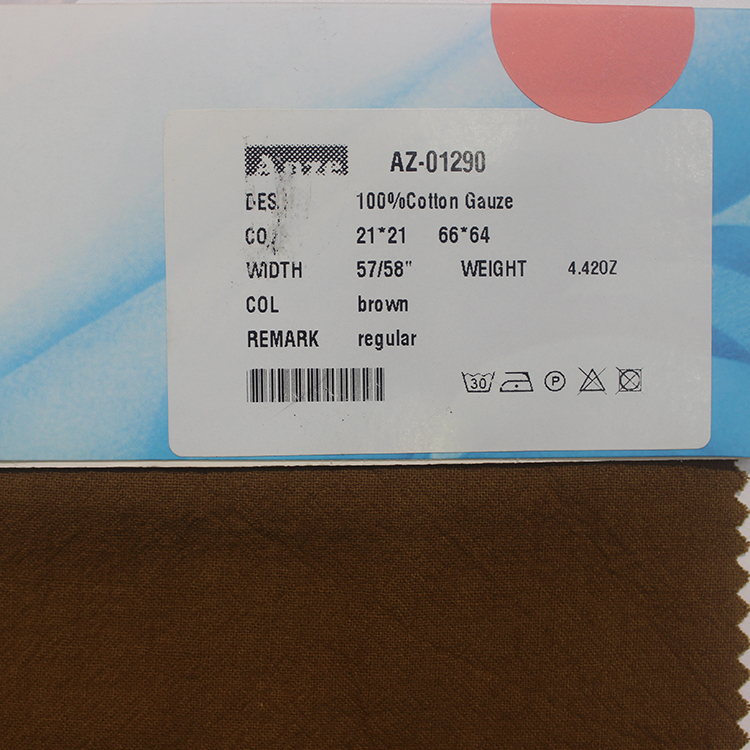 AZ-01290
DES 100%Cotton Gauze
CO 21*21 66*64
WIDTH 57/58" WEIGHT 4.42OZ
COL brown
REMARK regular
30 P